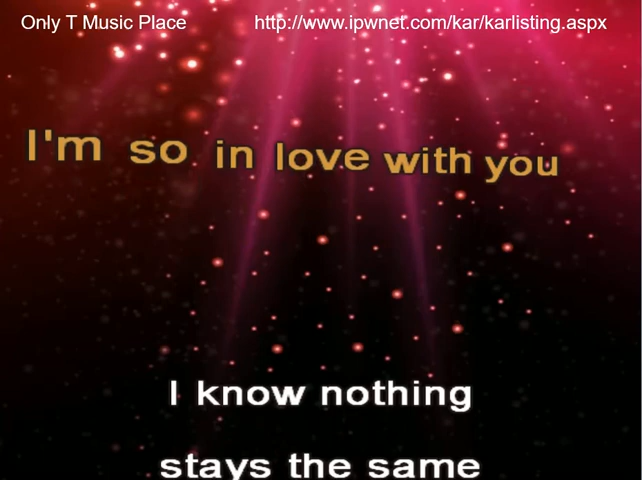 Only T Music Place http://www.ipwnet.com/kar/karlisting.aspx
I'm so in love with you
I know nothing
stays the same